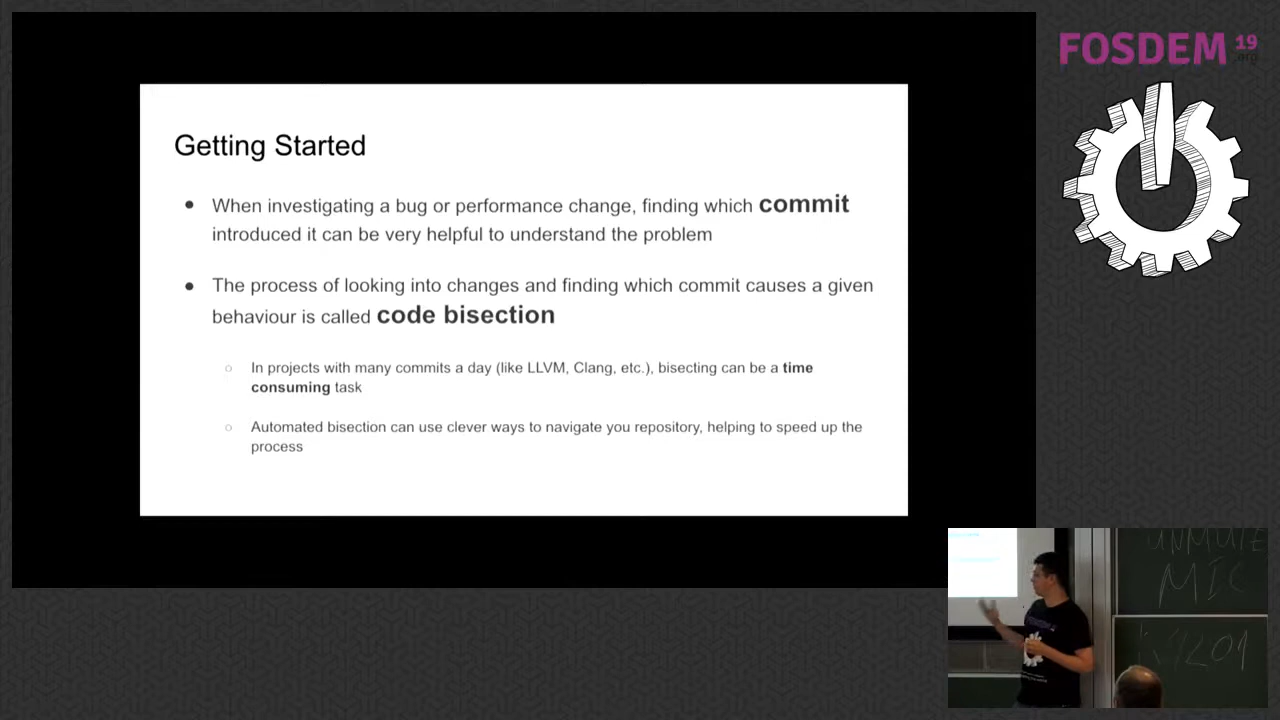 FOSDEM 19
.org
Getting Started
When investigating a bug or performance change, finding which commit
introduced it can be very helpful to understand the problem
The process of looking into changes and finding which commit causes a given
behaviour is called code bisection
In projects with many commits a day (like LLVM, Clang, etc.), bisecting can be a time
consuming task
Automated bisection can use clever ways to navigate you repository, helping to speed up the
process
UNMUTE
MIC